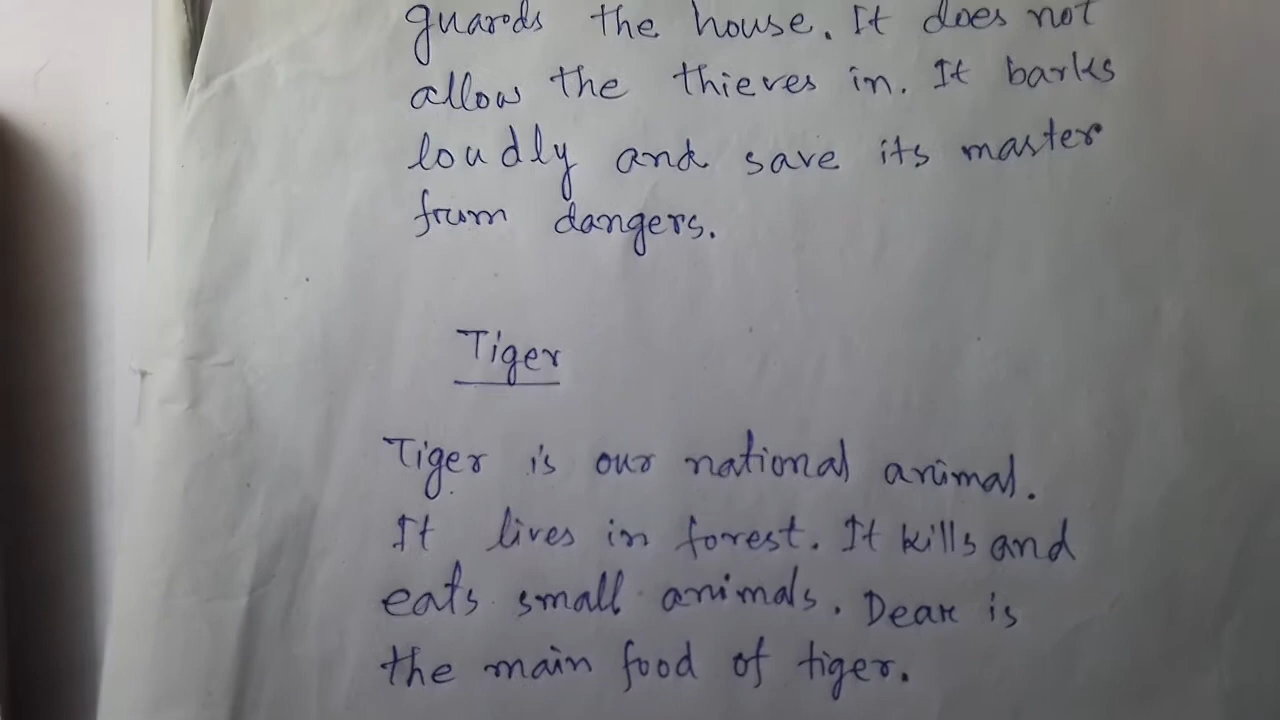 guards the house. It does not
allow the thieves in. It barks
loudly and save its master
from dangers.
Tiger
Tiger is our national animal.
It lives in forest. It kills and
eats small animals. Dear is
the main food of tiger.